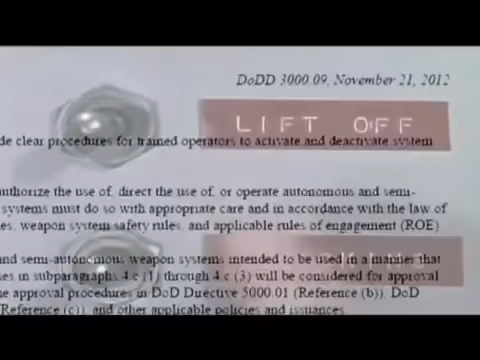 DoDD 3000.09, November 21, 2012
LIFT OFF
de clear procedures for trained operators to activate and deactivate system
uthorize the use of, direct the use of, or operate autonomous and semi-
systems must do so with appropriate care and in accordance with the law of
es, weapon system safety rules, and applicable rules of engagement (ROE)
nd semi-autonomous weapon systems intended to be used in a manner that
ses in subparagraphs 4.c.(1) through 4.c.(3) will be considered for approval
he approval procedures in DoD Directive 5000.01 (Reference (b)), DoD
Reference (c)), and other applicable policies and issuances.